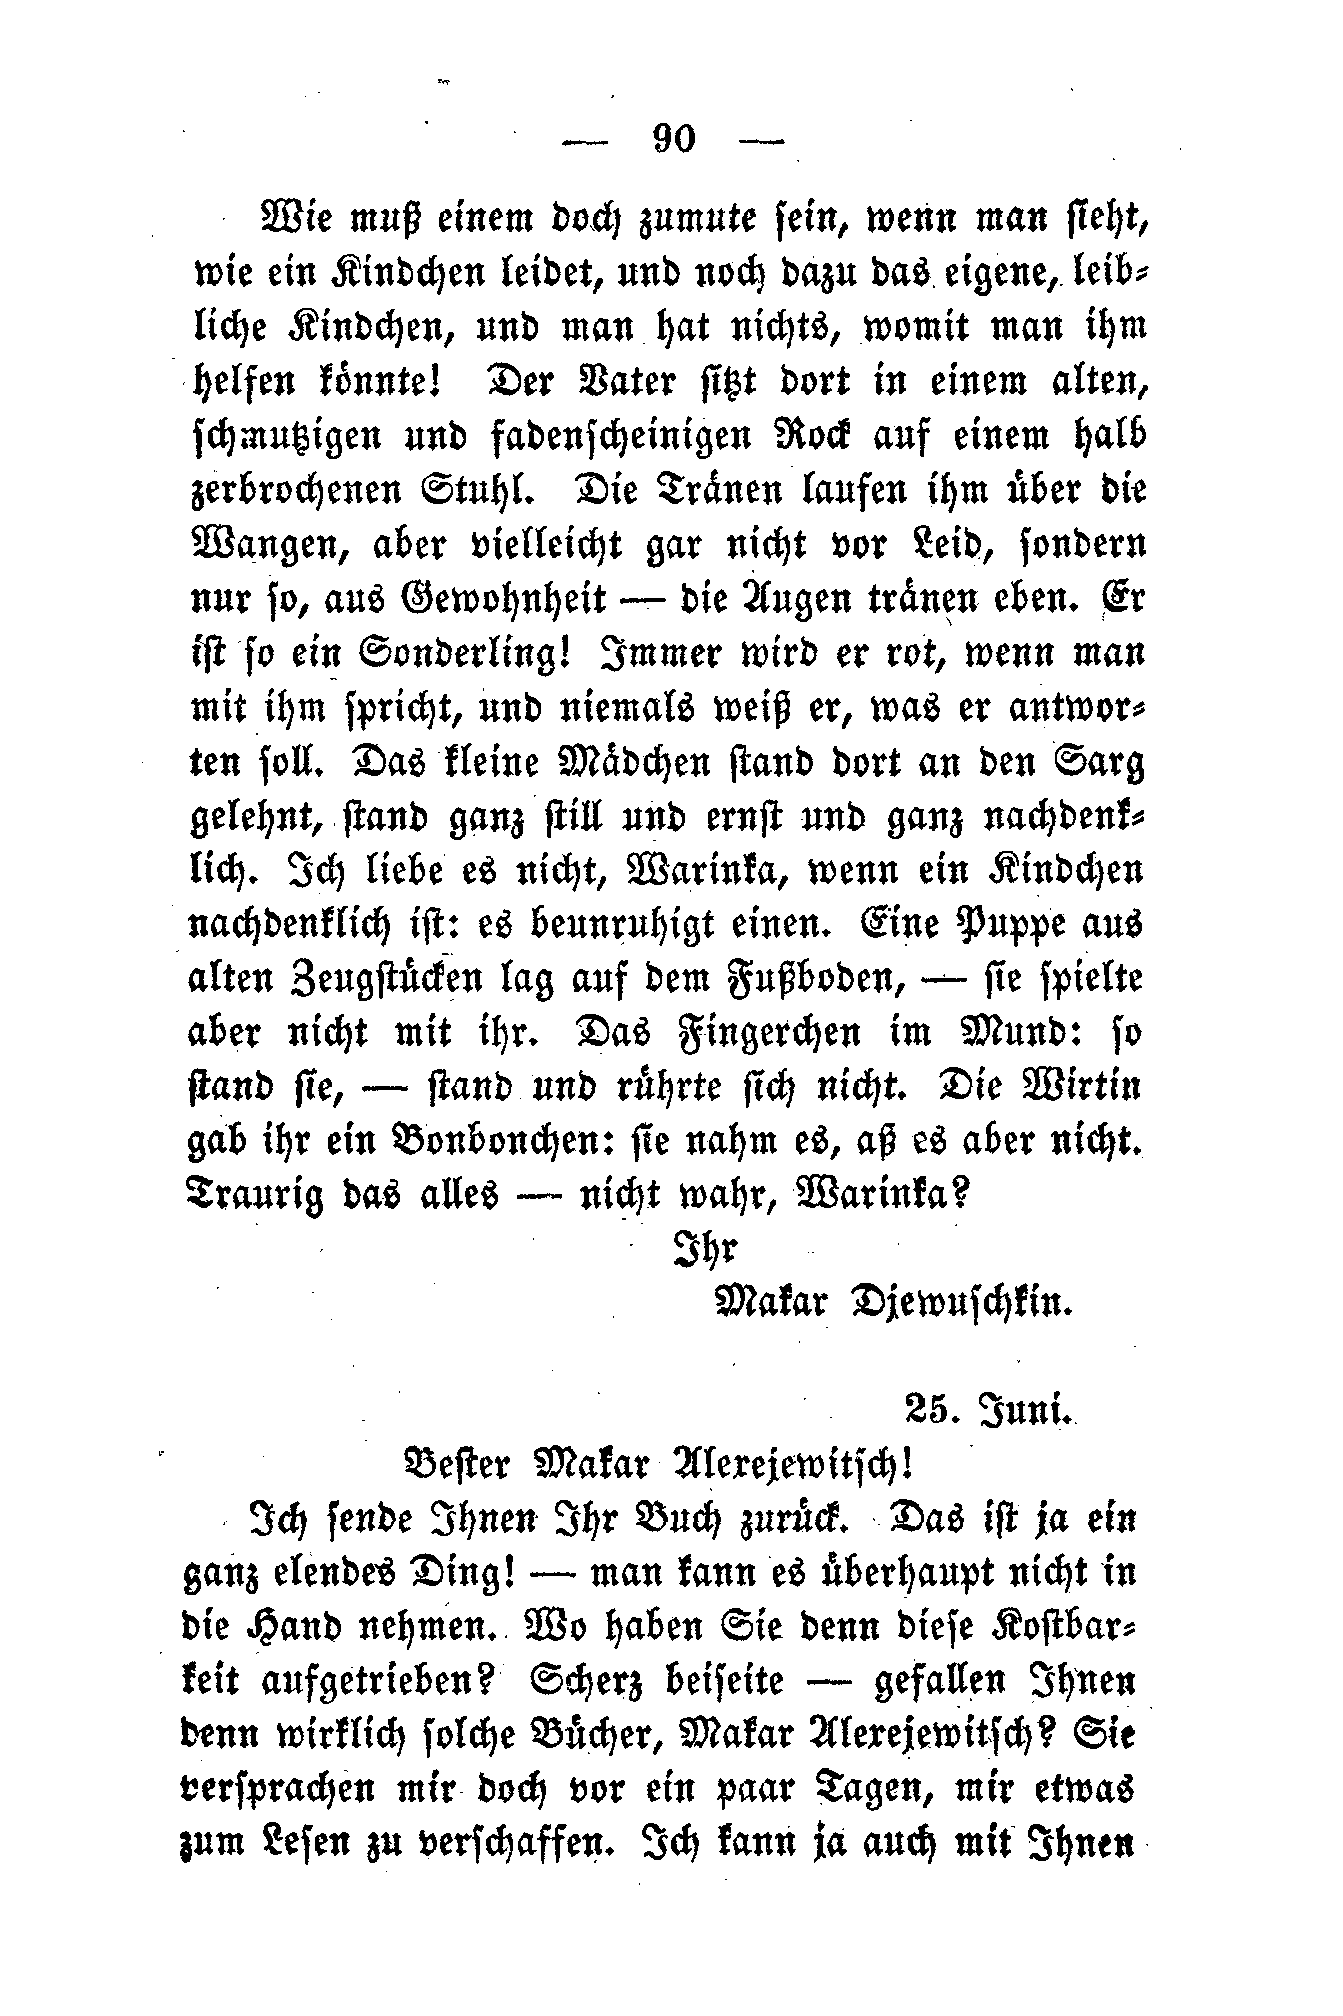 — 90 —
Wie muß einem doch zumute sein, wenn man sieht,
wie ein Kindchen leidet, und noch dazu das eigene, leib-
liche Kindchen, und man hat nichts, womit man ihm
helfen könnte! Der Vater sitzt dort in einem alten,
schmutzigen und fadenscheinigen Rock auf einem halb
zerbrochenen Stuhl. Die Tränen laufen ihm über die
Wangen, aber vielleicht gar nicht vor Leid, sondern
nur so, aus Gewohnheit — die Augen tränen eben. Er
ist so ein Sonderling! Immer wird er rot, wenn man
mit ihm spricht, und niemals weiß er, was er antwor-
ten soll. Das kleine Mädchen stand dort an den Sarg
gelehnt, stand ganz still und ernst und ganz nachdenk-
lich. Ich liebe es nicht, Warinka, wenn ein Kindchen
nachdenklich ist: es beunruhigt einen. Eine Puppe aus
alten Zeugstücken lag auf dem Fußboden, — sie spielte
aber nicht mit ihr. Das Fingerchen im Mund: so
stand sie, — stand und rührte sich nicht. Die Wirtin
gab ihr ein Bonbonchen: sie nahm es, aß es aber nicht.
Traurig das alles — nicht wahr, Warinka?
Ihr
Makar Djewuschkin.
25. Juni.
Bester Makar Alexejewitsch!
Ich sende Ihnen Ihr Buch zurück. Das ist ja ein
ganz elendes Ding! — man kann es überhaupt nicht in
die Hand nehmen. Wo haben Sie denn diese Kostbar-
keit aufgetrieben? Scherz beiseite — gefallen Ihnen
denn wirklich solche Bücher, Makar Alexejewitsch? Sie
versprachen mir doch vor ein paar Tagen, mir etwas
zum Lesen zu verschaffen. Ich kann ja auch mit Ihnen